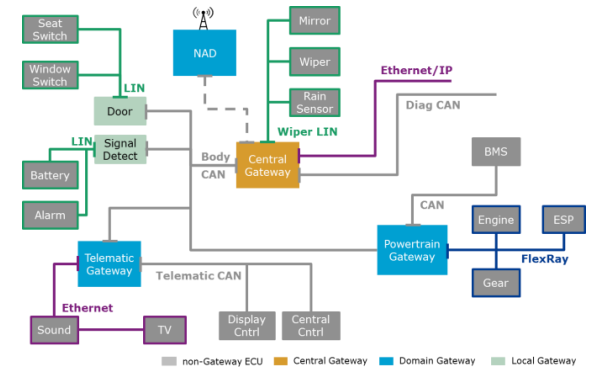 Seat
Switch
Window
Switch
LIN
Door
LIN
Signal
Detect
Battery
Alarm
NAD
Mirror
Wiper
Rain
Sensor
Wiper LIN
Ethernet/IP
Diag CAN
Body
CAN
Central
Gateway
BMS
CAN
Engine
ESP
Powertrain
Gateway
FlexRay
Gear
Telematic
Gateway
Telematic CAN
Ethernet
Sound
TV
Display
Cntrl
Central
Cntrl
non-Gateway ECU
Central Gateway
Domain Gateway
Local Gateway